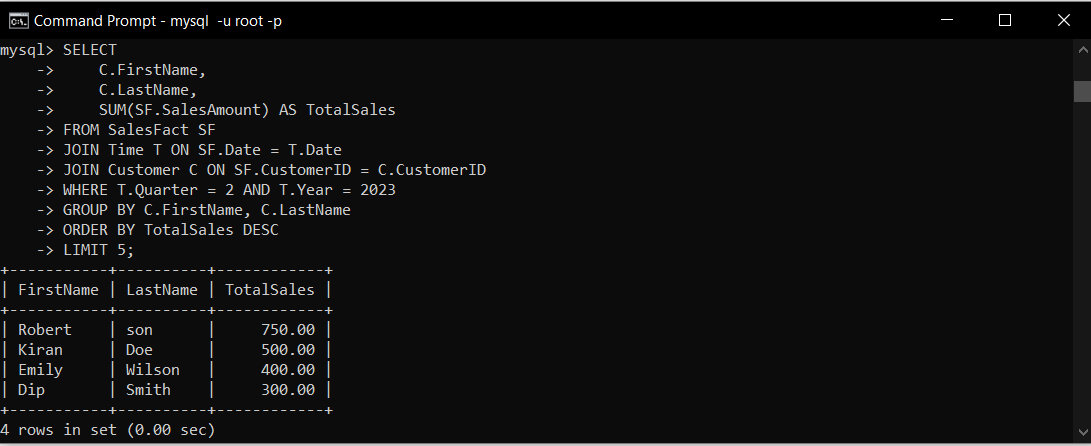 Command Prompt - mysql  -u root -p
mysql> SELECT
    ->     C.FirstName,
    ->     C.LastName,
    ->     SUM(SF.SalesAmount) AS TotalSales
    -> FROM SalesFact SF
    -> JOIN Time T ON SF.Date = T.Date
    -> JOIN Customer C ON SF.CustomerID = C.CustomerID
    -> WHERE T.Quarter = 2 AND T.Year = 2023
    -> GROUP BY C.FirstName, C.LastName
    -> ORDER BY TotalSales DESC
    -> LIMIT 5;
+-----------+----------+------------+
| FirstName | LastName | TotalSales |
+-----------+----------+------------+
| Robert    | son      |     750.00 |
| Kiran     | Doe      |     500.00 |
| Emily     | Wilson   |     400.00 |
| Dip       | Smith    |     300.00 |
+-----------+----------+------------+
4 rows in set (0.00 sec)